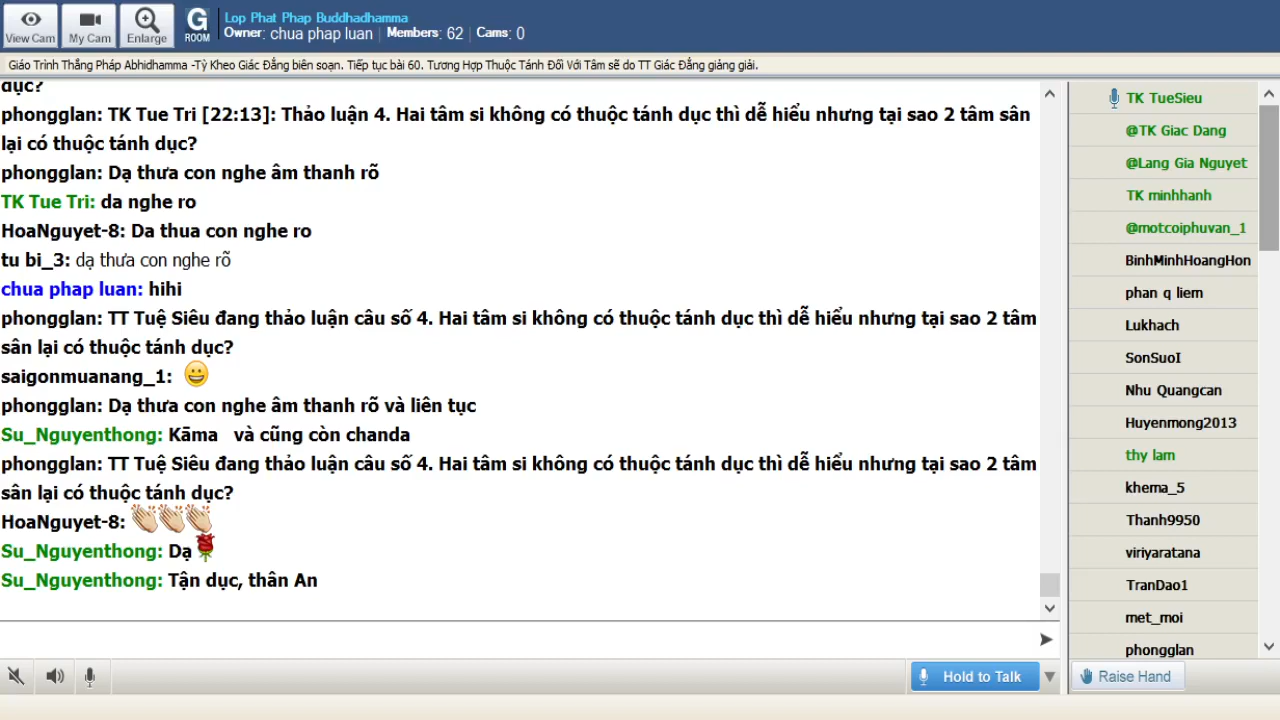 View Cam
My Cam
Enlarge
G
ROOM
Lop Phat Phap Buddhadhamma
Owner: chua phap luan | Members: 62 | Cams: 0
Giáo Trình Thắng Pháp Abhidhamma -Tỳ Kheo Giác Đẳng biên soạn. Tiếp tục bài 60. Tương Hợp Thuộc Tánh Đối Với Tâm sẽ do TT Giác Đẳng giảng giải.
dục?
phongglan: TK Tue Tri [22:13]: Thảo luận 4. Hai tâm si không có thuộc tánh dục thì dễ hiểu nhưng tại sao 2 tâm sân
lại có thuộc tánh dục?
phongglan: Dạ thưa con nghe âm thanh rõ
TK Tue Tri: da nghe ro
HoaNguyet-8: Da thua con nghe ro
tu bi_3: dạ thưa con nghe rõ
chua phap luan: hihi
phongglan: TT Tuệ Siêu đang thảo luận câu số 4. Hai tâm si không có thuộc tánh dục thì dễ hiểu nhưng tại sao 2 tâm
sân lại có thuộc tánh dục?
saigonmuanang_1:
phongglan: Dạ thưa con nghe âm thanh rõ và liên tục
Su_Nguyenthong: Kāma và cũng còn chanda
phongglan: TT Tuệ Siêu đang thảo luận câu số 4. Hai tâm si không có thuộc tánh dục thì dễ hiểu nhưng tại sao 2 tâm
sân lại có thuộc tánh dục?
HoaNguyet-8:
Su_Nguyenthong: Dạ
Su_Nguyenthong: Tận dục, thân An
Hold to Talk
TK TueSieu
@TK Giac Dang
@Lang Gia Nguyet
TK minhhanh
@motcoiphuvan_1
BinhMinhHoangHon
phan q liem
Lukhach
SonSuoI
Nhu Quangcan
Huyenmong2013
thy lam
khema_5
Thanh9950
viriyaratana
TranDao1
met_moi
phongglan
Raise Hand